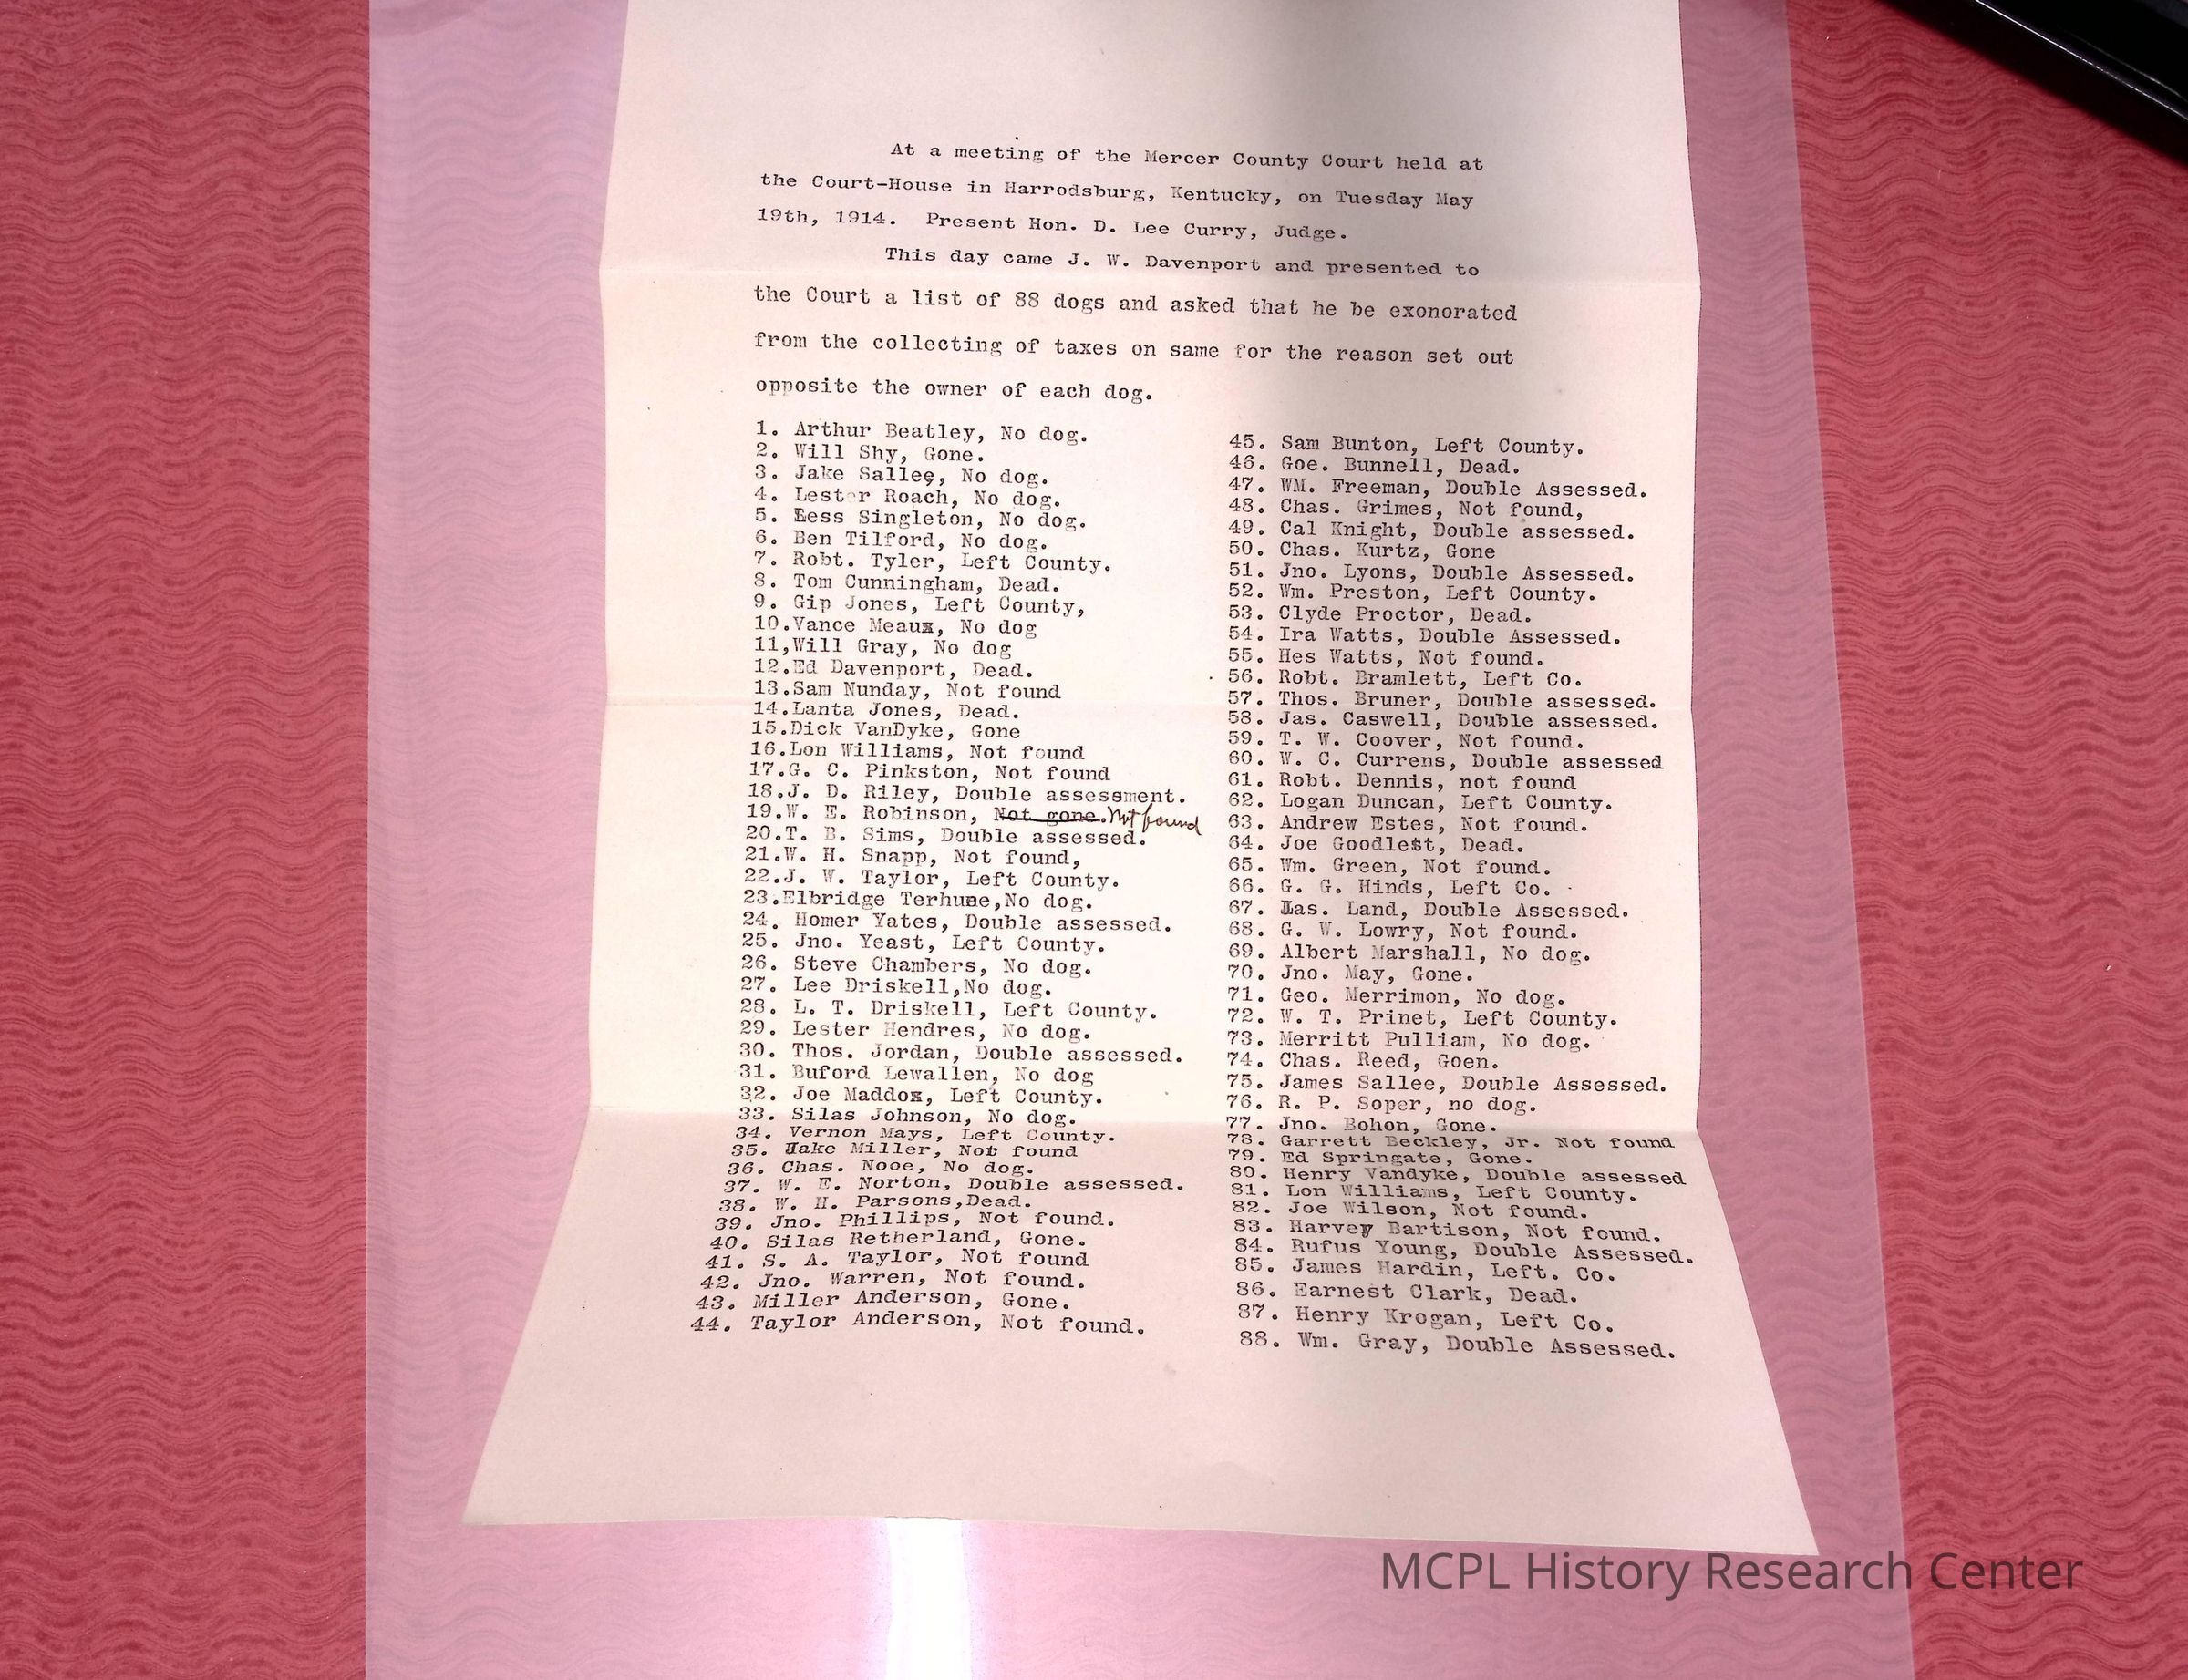 At a meeting of the Mercer County Court held at
the Court-House in Harrodsburg, Kentucky, on Tuesday May
19th, 1914. Present Hon. D. Lee Curry, Judge.
This day came J. W. Davenport and presented to
the Court a list of 88 dogs and asked that he be exonorated
from the collecting of taxes on same for the reason set out
opposite the owner of each dog.
1. Arthur Beatley, No dog.
2. Will Shy, Gone.
3. Jake Sallee, No dog.
4. Lester Roach, No dog.
5. Bess Singleton, No dog.
6. Ben Tilford, No dog.
7. Robt. Tyler, Left County.
8. Tom Cunningham, Dead.
9. Gip Jones, Left County,
10.Vance Meaux, No dog
11,Will Gray, No dog
12.Ed Davenport, Dead.
13.Sam Nunday, Not found
14.Lanta Jones, Dead.
15.Dick VanDyke, Gone
16.Lon Williams, Not found
17.G. C. Pinkston, Not found
18.J. D. Riley, Double assessment.
19.W. E. Robinson, Not gone. Not found
20.T. B. Sims, Double assessed.
21.W. H. Snapp, Not found,
22.J. W. Taylor, Left County.
23.Elbridge Terhune,No dog.
24. Homer Yates, Double assessed.
25. Jno. Yeast, Left County.
26. Steve Chambers, No dog.
27. Lee Driskell,No dog.
28. L. T. Driskell, Left County.
29. Lester Hendres, No dog.
30. Thos. Jordan, Double assessed.
31. Buford Lewallen, No dog
32. Joe Maddox, Left County.
33. Silas Johnson, No dog.
34. Vernon Mays, Left County.
35. Jake Miller, Not found
36. Chas. Nooe, No dog.
37. W. E. Norton, Double assessed.
38. W. H. Parsons,Dead.
39. Jno. Phillips, Not found.
40. Silas Retherland, Gone.
41. S. A. Taylor, Not found
42. Jno. Warren, Not found.
43. Miller Anderson, Gone.
44. Taylor Anderson, Not found.
45. Sam Bunton, Left County.
46. Goe. Bunnell, Dead.
47. WM. Freeman, Double Assessed.
48. Chas. Grimes, Not found,
49. Cal Knight, Double assessed.
50. Chas. Kurtz, Gone
51. Jno. Lyons, Double Assessed.
52. Wm. Preston, Left County.
53. Clyde Proctor, Dead.
54. Ira Watts, Double Assessed.
55. Hes Watts, Not found.
56. Robt. Bramlett, Left Co.
57. Thos. Bruner, Double assessed.
58. Jas. Caswell, Double assessed.
59. T. W. Coover, Not found.
60. W. C. Currens, Double assessed
61. Robt. Dennis, not found
62. Logan Duncan, Left County.
63. Andrew Estes, Not found.
64. Joe Goodlett, Dead.
65. Wm. Green, Not found.
66. G. G. Hinds, Left Co.
67. Jas. Land, Double Assessed.
68. G. W. Lowry, Not found.
69. Albert Marshall, No dog.
70. Jno. May, Gone.
71. Geo. Merrimon, No dog.
72. W. T. Prinet, Left County.
73. Merritt Pulliam, No dog.
74. Chas. Reed, Goen.
75. James Sallee, Double Assessed.
76. R. P. Soper, no dog.
77. Jno. Bohon, Gone.
78. Garrett Beckley, Jr. Not found
79. Ed Springate, Gone.
80. Henry Vandyke, Double assessed
81. Lon Williams, Left County.
82. Joe Wilson, Not found.
83. Harvey Bartison, Not found.
84. Rufus Young, Double Assessed.
85. James Hardin, Left. Co.
86. Earnest Clark, Dead.
87. Henry Krogan, Left Co.
88. Wm. Gray, Double Assessed.
MCPL History Research Center